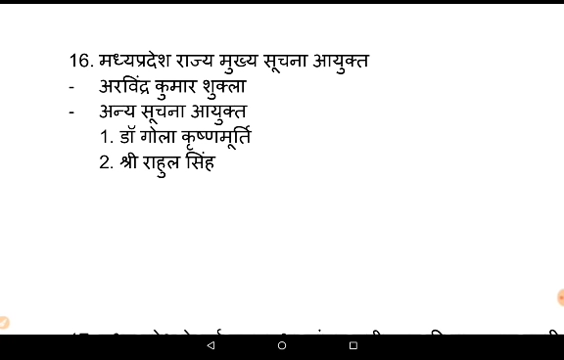 16. मध्यप्रदेश राज्य मुख्य सूचना आयुक्त
- अरविंद्र कुमार शुक्ला
- अन्य सूचना आयुक्त
1. डॉ गोला कृष्णमूर्ति
2. श्री राहुल सिंह